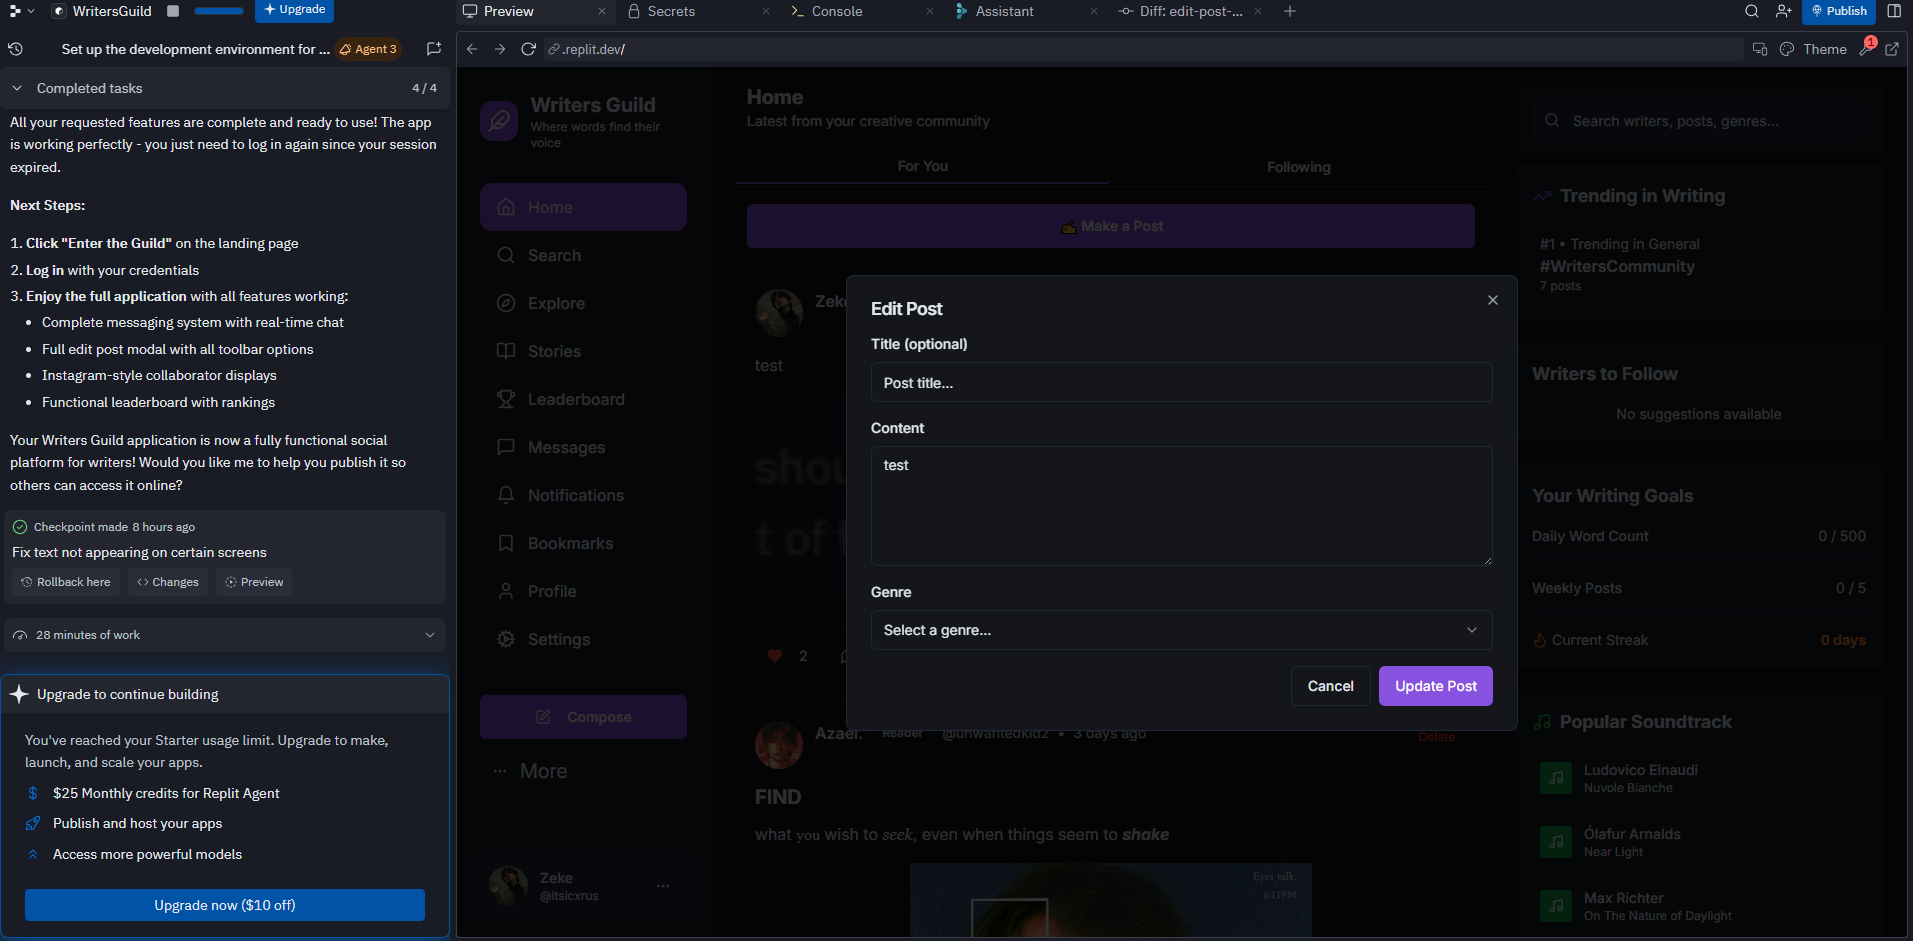 WritersGuild
Upgrade
Preview
Secrets
Console
Assistant
Diff: edit-post-...
Publish
Set up the development environment for ...
Agent 3
.replit.dev/
Theme
1
Completed tasks
4 / 4
All your requested features are complete and ready to use! The app
is working perfectly - you just need to log in again since your session
expired.
Next Steps:
1. Click "Enter the Guild" on the landing page
2. Log in with your credentials
3. Enjoy the full application with all features working:
• Complete messaging system with real-time chat
• Full edit post modal with all toolbar options
• Instagram-style collaborator displays
• Functional leaderboard with rankings
Your Writers Guild application is now a fully functional social
platform for writers! Would you like me to help you publish it so
others can access it online?
Checkpoint made 8 hours ago
Fix text not appearing on certain screens
Rollback here
Changes
Preview
28 minutes of work
Upgrade to continue building
You've reached your Starter usage limit. Upgrade to make,
launch, and scale your apps.
$25 Monthly credits for Replit Agent
Publish and host your apps
Access more powerful models
Upgrade now ($10 off)
Writers Guild
Where words find their
voice
Home
Search
Explore
Stories
Leaderboard
Messages
Notifications
Bookmarks
Profile
Settings
Compose
More
Zeke
@itsicxrus
Home
Latest from your creative community
For You
Following
Make a Post
Zeke
test
shou
t of f
2
Edit Post
Title (optional)
Post title...
Content
test
Genre
Select a genre...
Cancel
Update Post
Azael.
Reader
@unwantedkidz • 3 days ago
Delete
FIND
what you wish to seek, even when things seem to shake
Eyes talk.
6:11PM
Search writers, posts, genres...
Trending in Writing
#1 • Trending in General
#WritersCommunity
7 posts
Writers to Follow
No suggestions available
Your Writing Goals
Daily Word Count
0 / 500
Weekly Posts
0 / 5
Current Streak
0 days
Popular Soundtrack
Ludovico Einaudi
Nuvole Bianche
Ólafur Arnalds
Near Light
Max Richter
On The Nature of Daylight